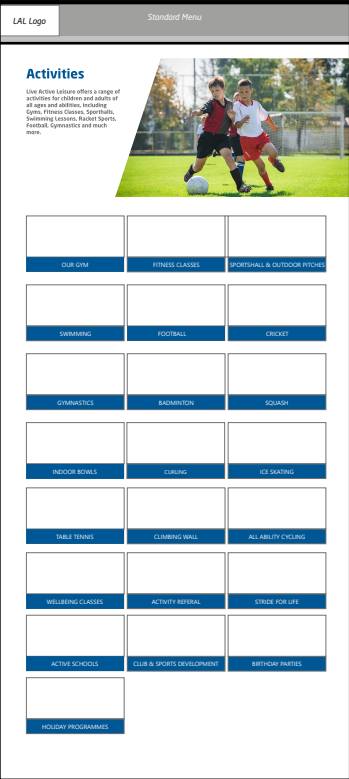 LAL Logo
Standard Menu
Activities
Live Active Leisure offers a range of
activities for children and adults of
all ages and abilities, including
Gyms, Fitness Classes, Sporthalls,
Swimming Lessons, Racket Sports,
Football, Gymnastics and much
more.
OUR GYM
FITNESS CLASSES
SPORTSHALL & OUTDOOR PITCHES
SWIMMING
FOOTBALL
CRICKET
GYMNASTICS
BADMINTON
SQUASH
INDOOR BOWLS
CURLING
ICE SKATING
TABLE TENNIS
CLIMBING WALL
ALL ABILITY CYCLING
WELLBEING CLASSES
ACTIVITY REFERAL
STRIDE FOR LIFE
ACTIVE SCHOOLS
CLUB & SPORTS DEVELOPMENT
BIRTHDAY PARTIES
HOLIDAY PROGRAMMES